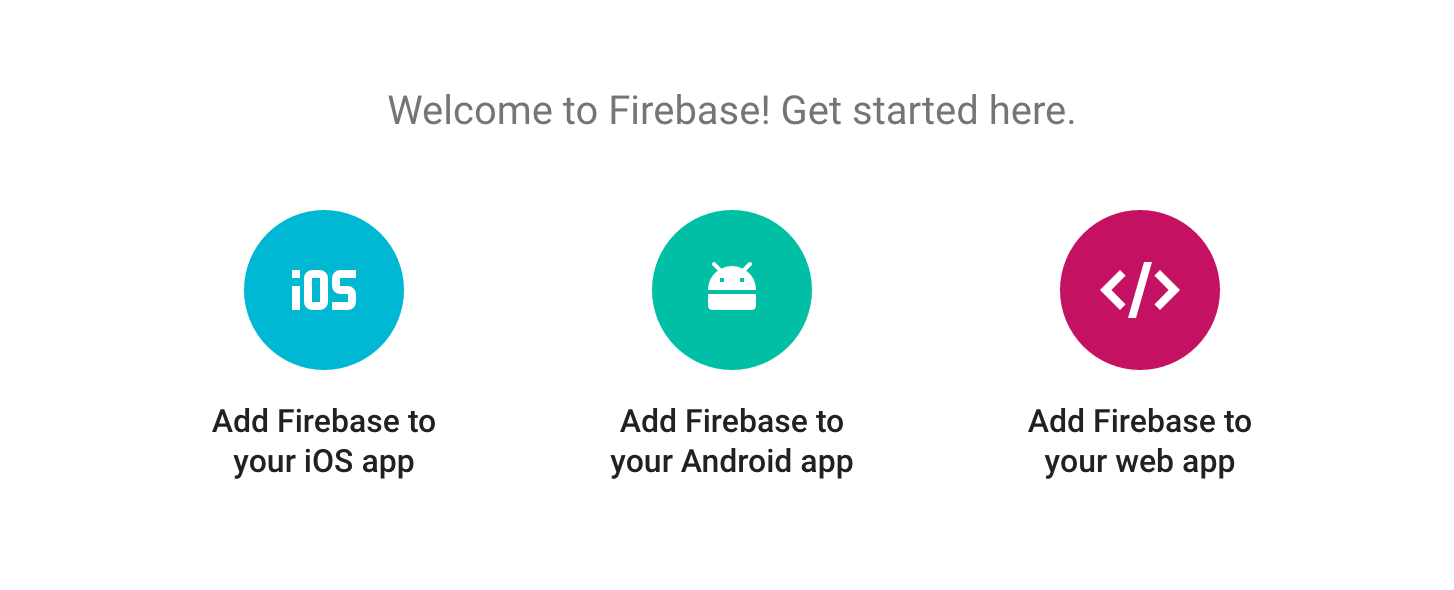 Welcome to Firebase! Get started here.
iOS
</>
Add Firebase to
your iOS app
Add Firebase to
your Android app
Add Firebase to
your web app